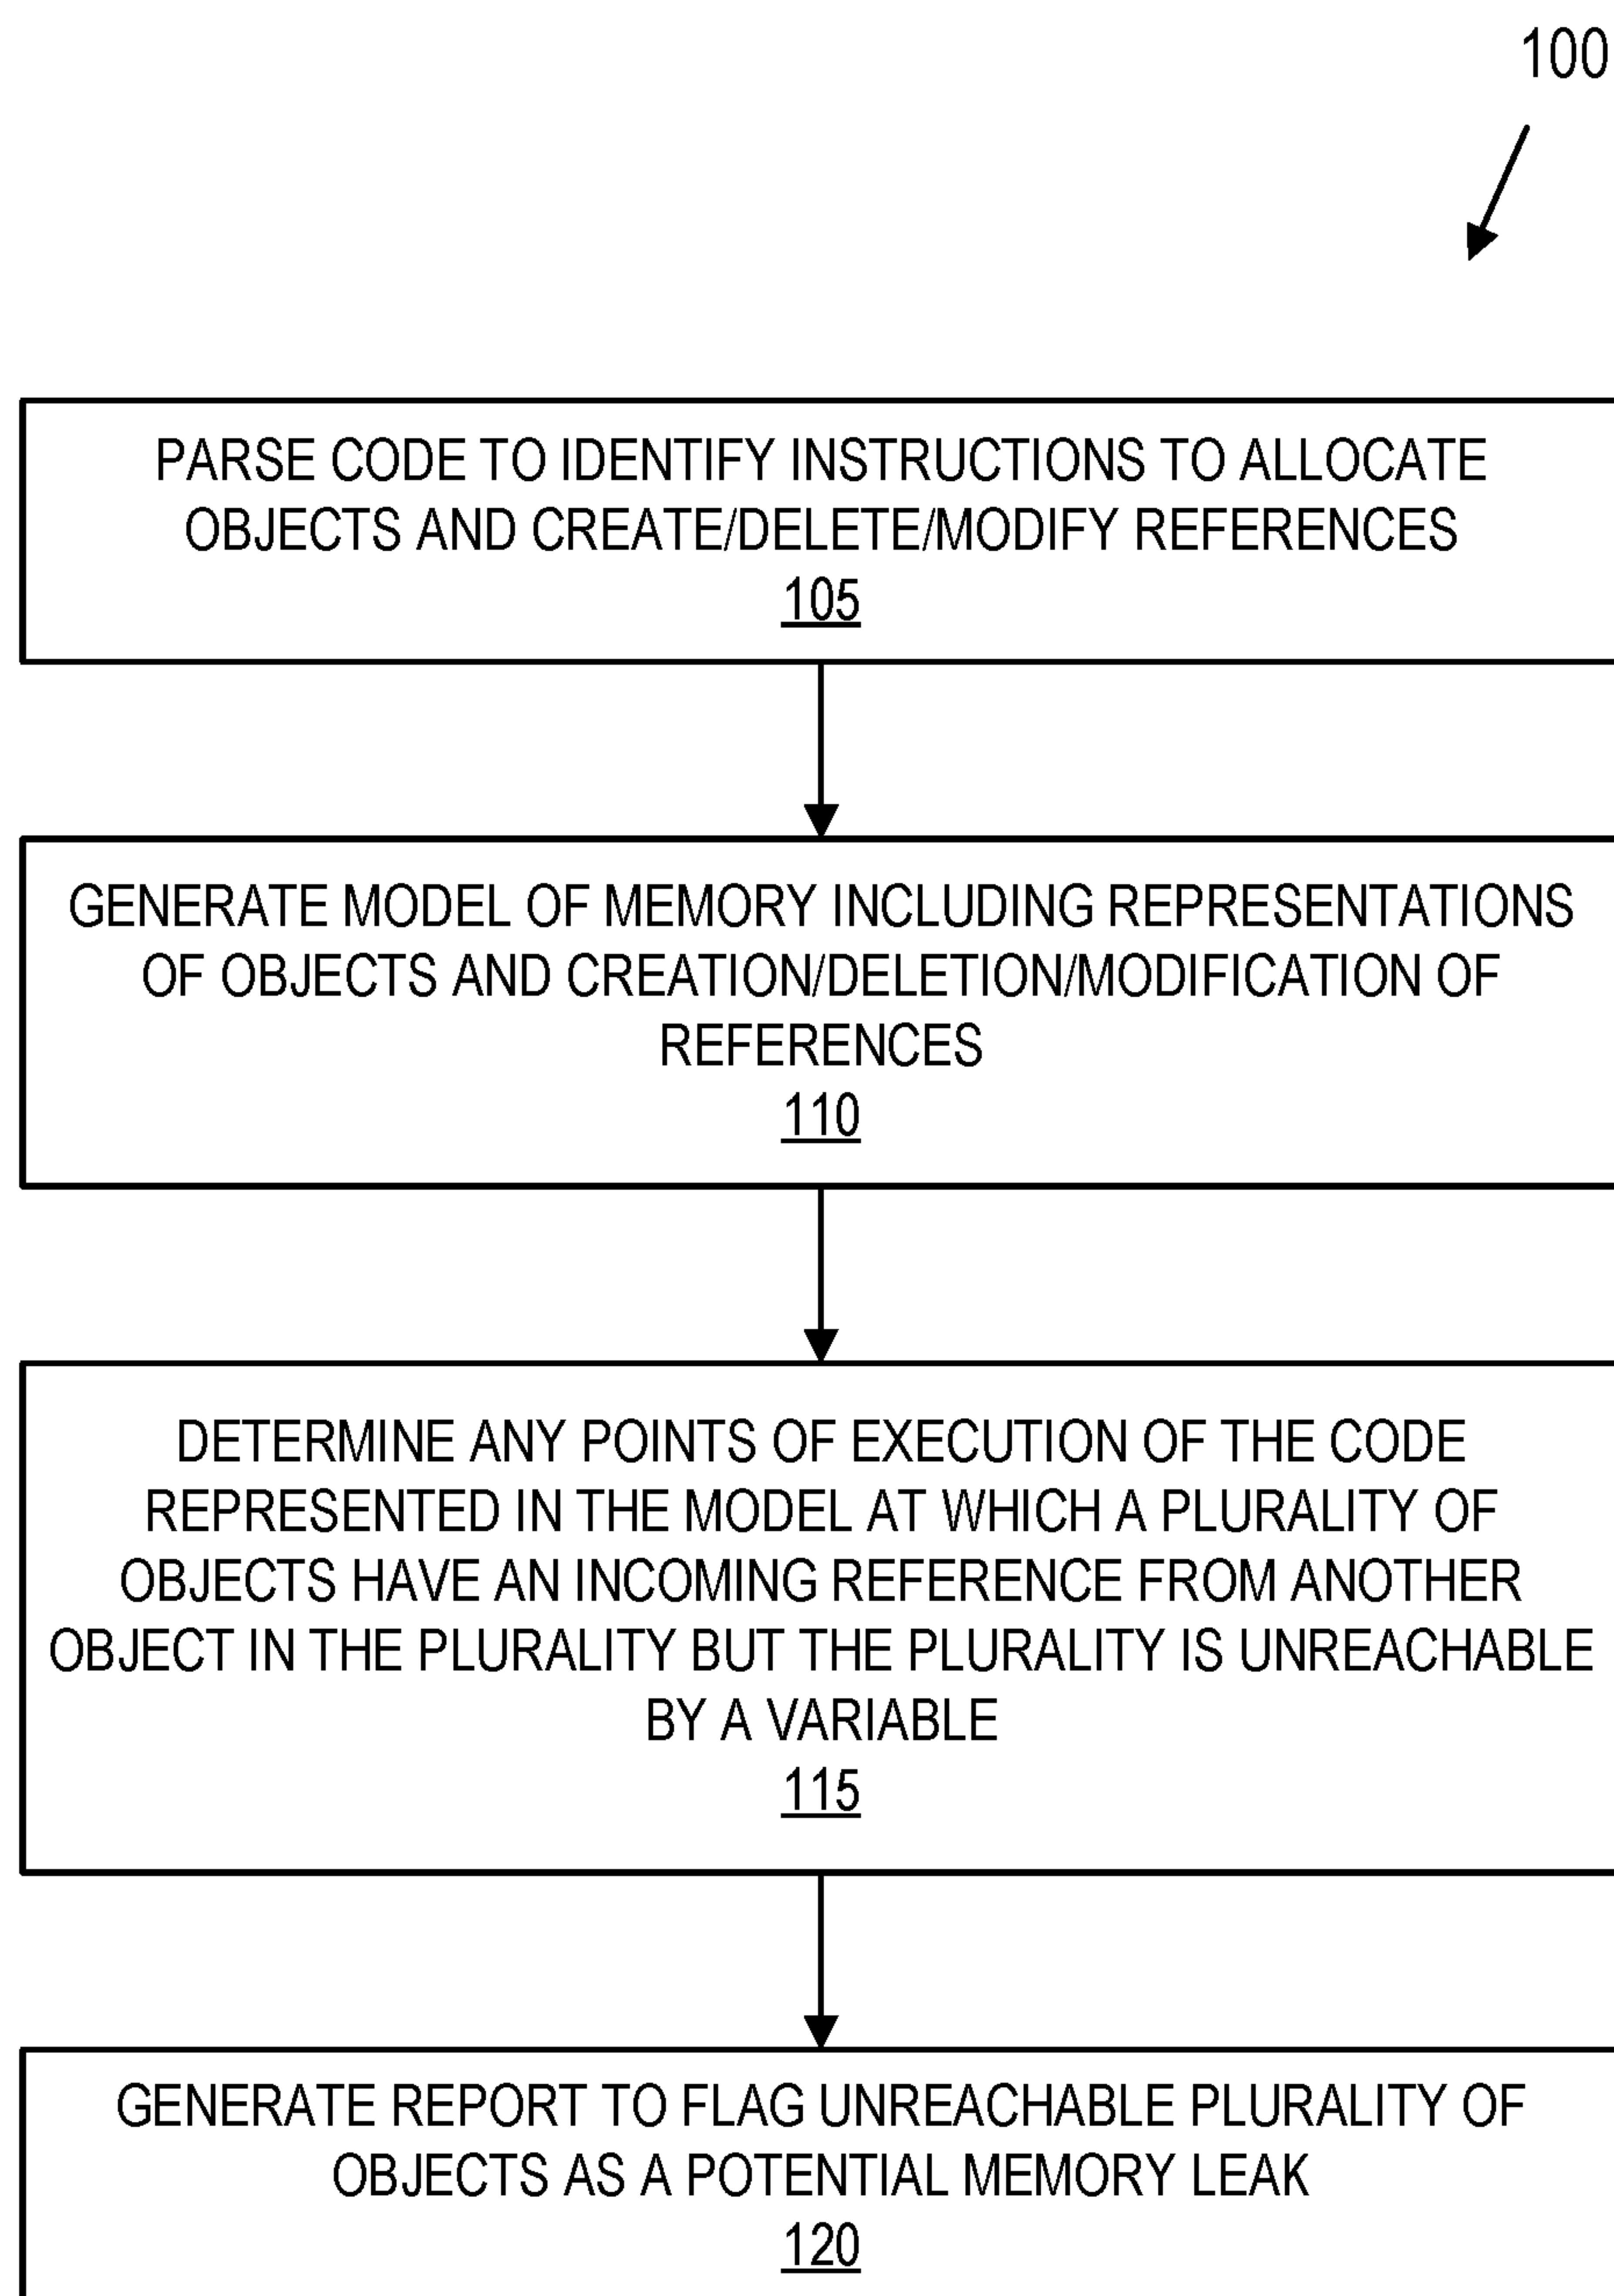 100
PARSE CODE TO IDENTIFY INSTRUCTIONS TO ALLOCATE
OBJECTS AND CREATE/DELETE/MODIFY REFERENCES
105
GENERATE MODEL OF MEMORY INCLUDING REPRESENTATIONS
OF OBJECTS AND CREATION/DELETION/MODIFICATION OF
REFERENCES
110
DETERMINE ANY POINTS OF EXECUTION OF THE CODE
REPRESENTED IN THE MODEL AT WHICH A PLURALITY OF
OBJECTS HAVE AN INCOMING REFERENCE FROM ANOTHER
OBJECT IN THE PLURALITY BUT THE PLURALITY IS UNREACHABLE
BY A VARIABLE
115
GENERATE REPORT TO FLAG UNREACHABLE PLURALITY OF
OBJECTS AS A POTENTIAL MEMORY LEAK
120